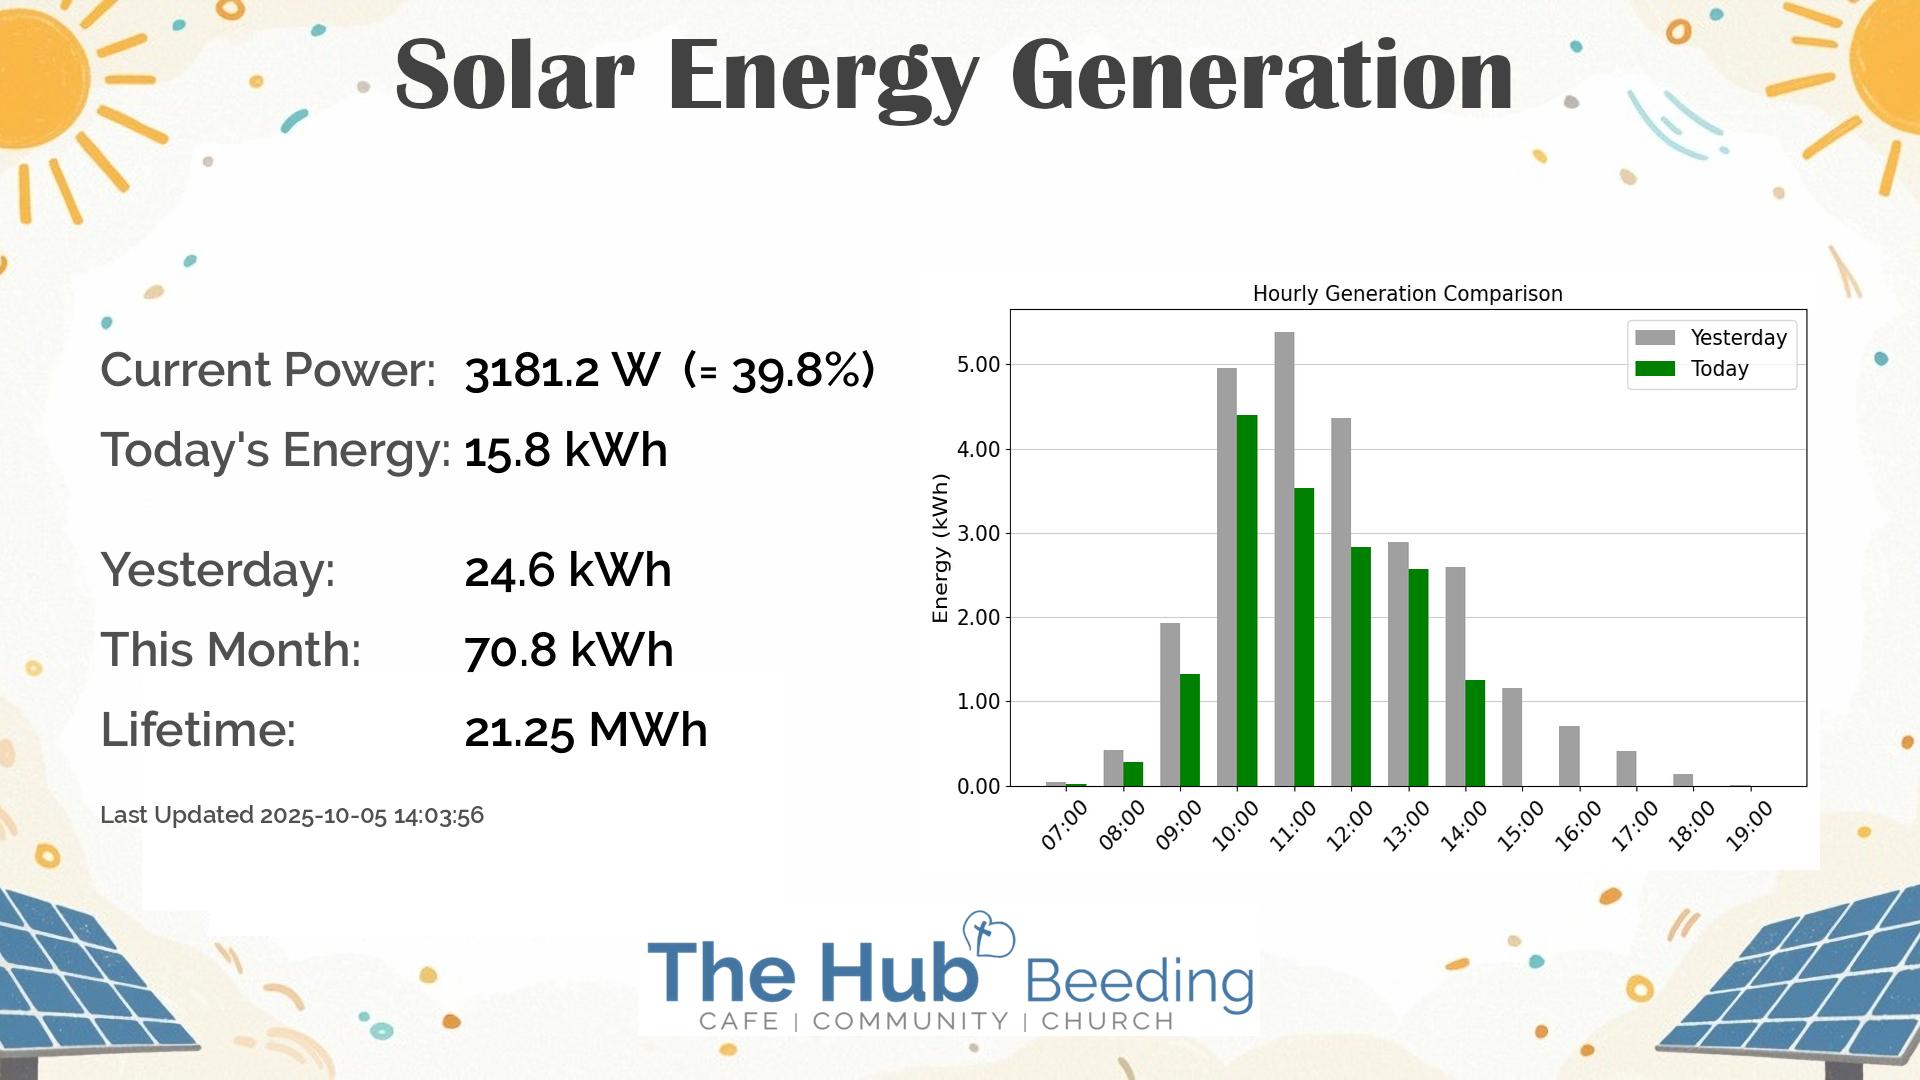 Solar Energy Generation
Current Power: 3181.2 W (= 39.8%)
Today's Energy: 15.8 kWh
Yesterday: 24.6 kWh
This Month: 70.8 kWh
Lifetime: 21.25 MWh
Last Updated 2025-10-05 14:03:56
Hourly Generation Comparison
Yesterday
Today
Energy (kWh)
5.00
4.00
3.00
2.00
1.00
0.00
07:00 08:00 09:00 10:00 11:00 12:00 13:00 14:00 15:00 16:00 17:00 18:00 19:00
The Hub Beeding
CAFE | COMMUNITY | CHURCH